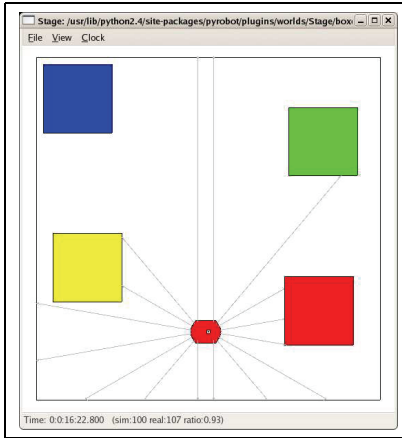 Stage: /usr/lib/python2.4/site-packages/pyrobot/plugins/worlds/Stage/box
File View Clock
Time: 0:0:16:22.800 (sim:100 real:107 ratio:0.93)